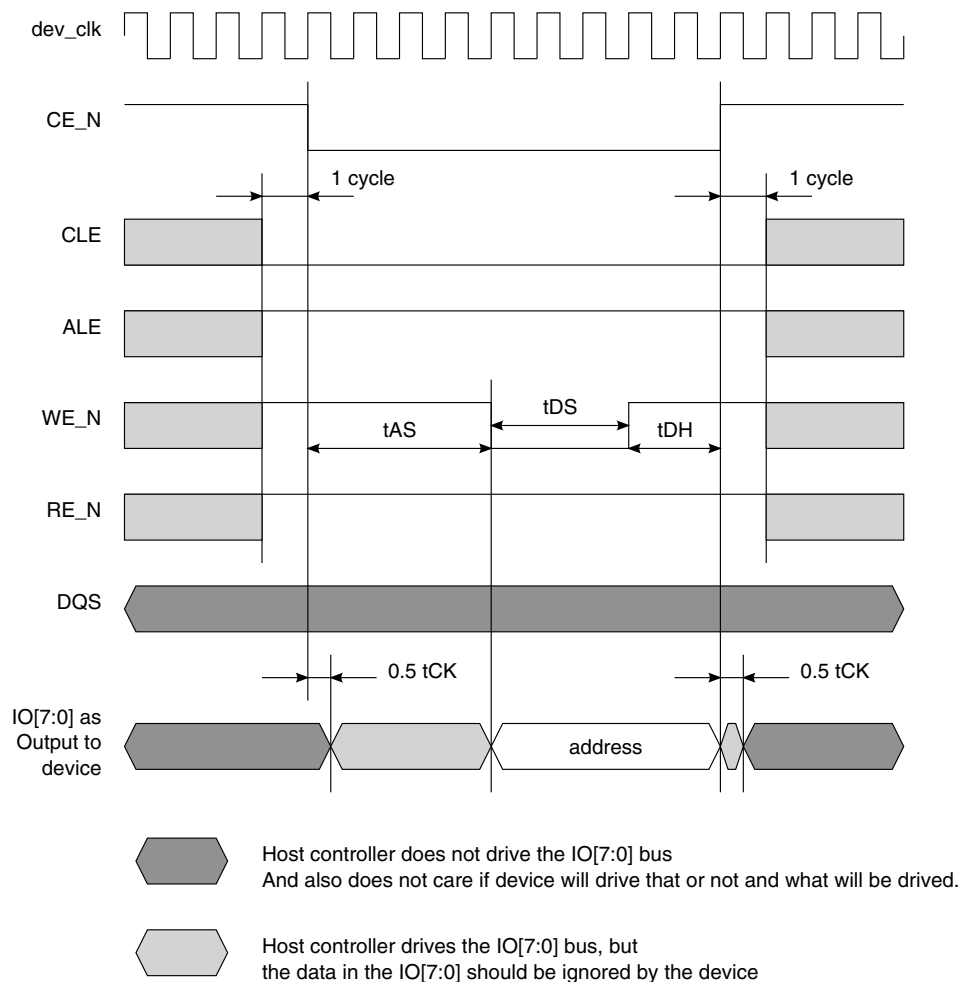 dev_clk
CE_N
1 cycle
1 cycle
CLE
ALE
WE_N
tDS
tAS
tDH
RE_N
DQS
0.5 tCK
0.5 tCK
IO[7:0] as
Output to
device
address
Host controller does not drive the IO[7:0] bus
And also does not care if device will drive that or not and what will be drived.
Host controller drives the IO[7:0] bus, but
the data in the IO[7:0] should be ignored by the device